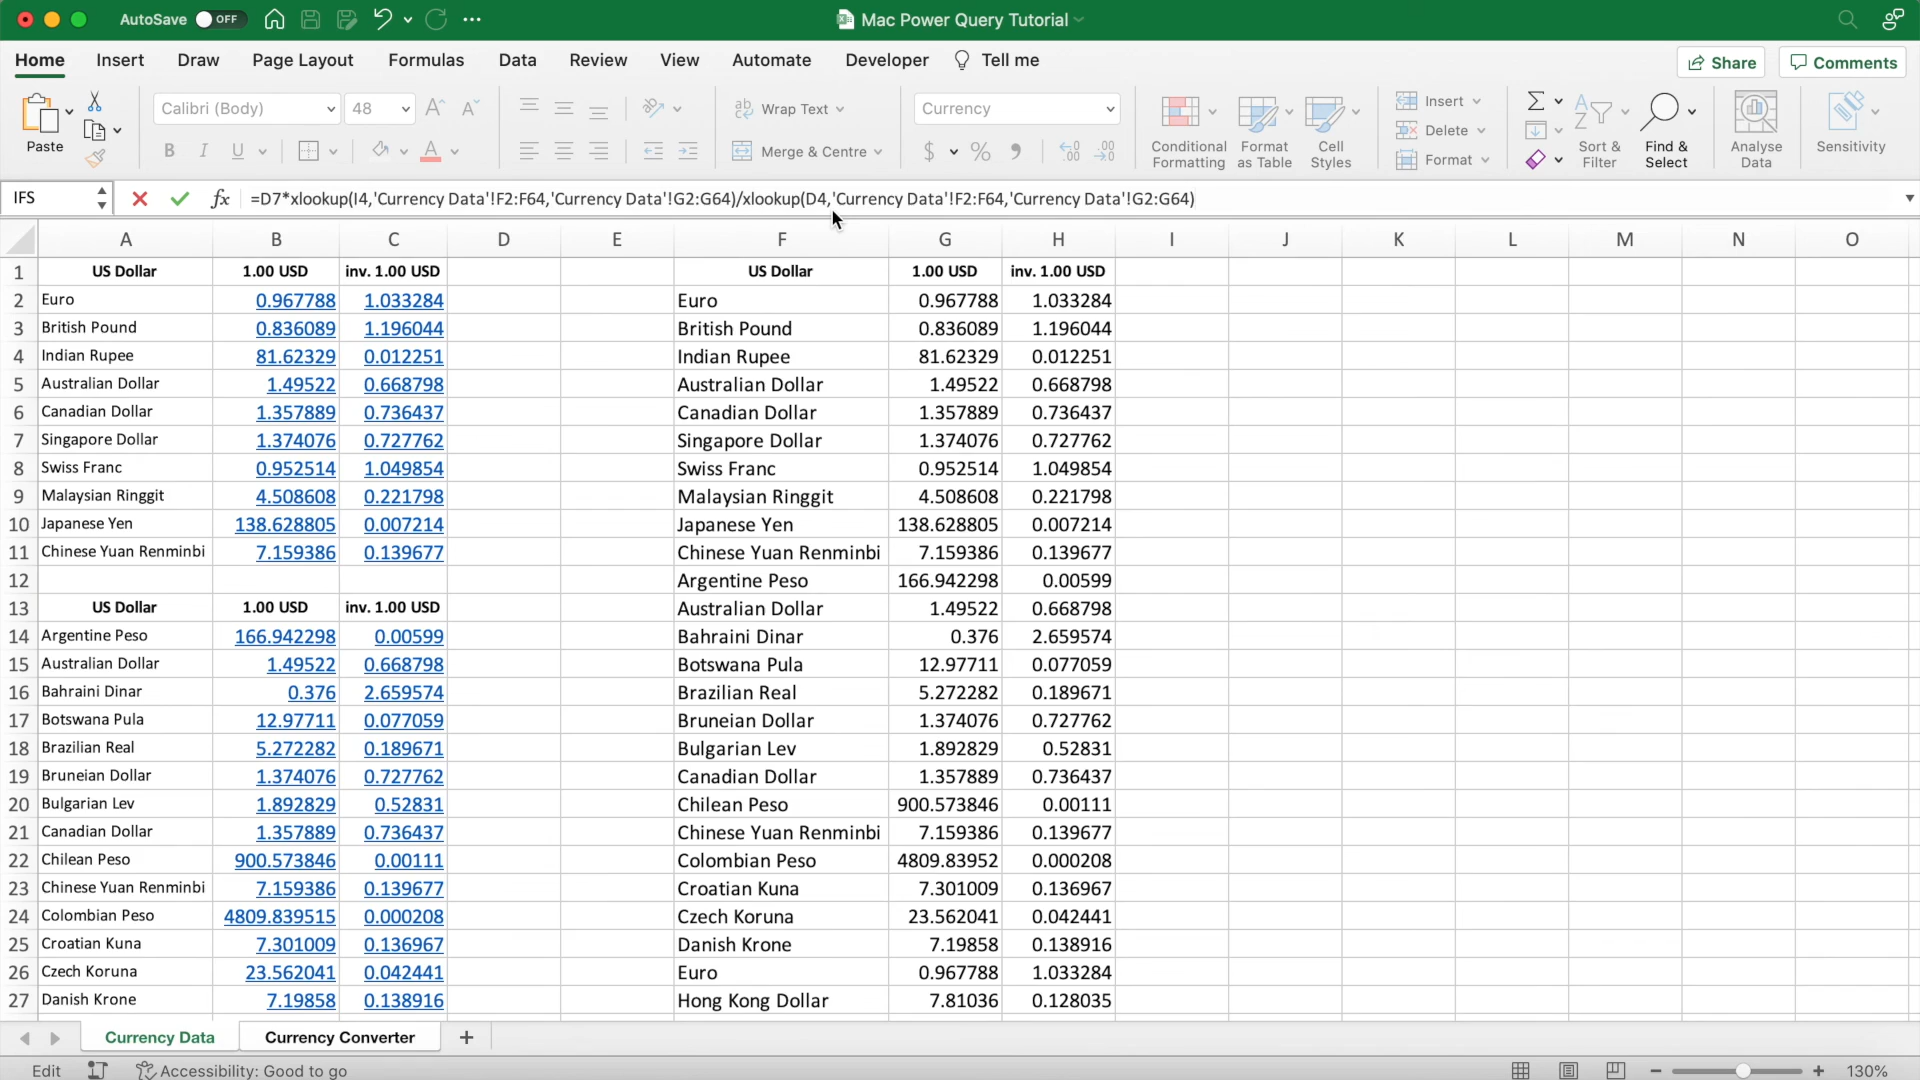 AutoSave OFF Mac Power Query Tutorial
Home Insert Draw Page Layout Formulas Data Review View Automate Developer Tell me Share Comments
Paste Calibri (Body) 48 Wrap Text Currency Insert
B I U Merge & Centre $ % Delete
Conditional Formatting Format as Table Cell Styles Format Sort & Filter Find & Select Analyse Data Sensitivity
IFS fx =D7*xlookup(I4,'Currency Data'!F2:F64,'Currency Data'!G2:G64)/xlookup(D4,'Currency Data'!F2:F64,'Currency Data'!G2:G64)
A B C D E F G H I J K L M N O
1 US Dollar 1.00 USD inv. 1.00 USD US Dollar 1.00 USD inv. 1.00 USD
2 Euro 0.967788 1.033284 Euro 0.967788 1.033284
3 British Pound 0.836089 1.196044 British Pound 0.836089 1.196044
4 Indian Rupee 81.62329 0.012251 Indian Rupee 81.62329 0.012251
5 Australian Dollar 1.49522 0.668798 Australian Dollar 1.49522 0.668798
6 Canadian Dollar 1.357889 0.736437 Canadian Dollar 1.357889 0.736437
7 Singapore Dollar 1.374076 0.727762 Singapore Dollar 1.374076 0.727762
8 Swiss Franc 0.952514 1.049854 Swiss Franc 0.952514 1.049854
9 Malaysian Ringgit 4.508608 0.221798 Malaysian Ringgit 4.508608 0.221798
10 Japanese Yen 138.628805 0.007214 Japanese Yen 138.628805 0.007214
11 Chinese Yuan Renminbi 7.159386 0.139677 Chinese Yuan Renminbi 7.159386 0.139677
12 Argentine Peso 166.942298 0.00599
13 US Dollar 1.00 USD inv. 1.00 USD Australian Dollar 1.49522 0.668798
14 Argentine Peso 166.942298 0.00599 Bahraini Dinar 0.376 2.659574
15 Australian Dollar 1.49522 0.668798 Botswana Pula 12.97711 0.077059
16 Bahraini Dinar 0.376 2.659574 Brazilian Real 5.272282 0.189671
17 Botswana Pula 12.97711 0.077059 Bruneian Dollar 1.374076 0.727762
18 Brazilian Real 5.272282 0.189671 Bulgarian Lev 1.892829 0.52831
19 Bruneian Dollar 1.374076 0.727762 Canadian Dollar 1.357889 0.736437
20 Bulgarian Lev 1.892829 0.52831 Chilean Peso 900.573846 0.00111
21 Canadian Dollar 1.357889 0.736437 Chinese Yuan Renminbi 7.159386 0.139677
22 Chilean Peso 900.573846 0.00111 Colombian Peso 4809.83952 0.000208
23 Chinese Yuan Renminbi 7.159386 0.139677 Croatian Kuna 7.301009 0.136967
24 Colombian Peso 4809.839515 0.000208 Czech Koruna 23.562041 0.042441
25 Croatian Kuna 7.301009 0.136967 Danish Krone 7.19858 0.138916
26 Czech Koruna 23.562041 0.042441 Euro 0.967788 1.033284
27 Danish Krone 7.19858 0.138916 Hong Kong Dollar 7.81036 0.128035
Currency Data Currency Converter +
Edit Accessibility: Good to go 130%